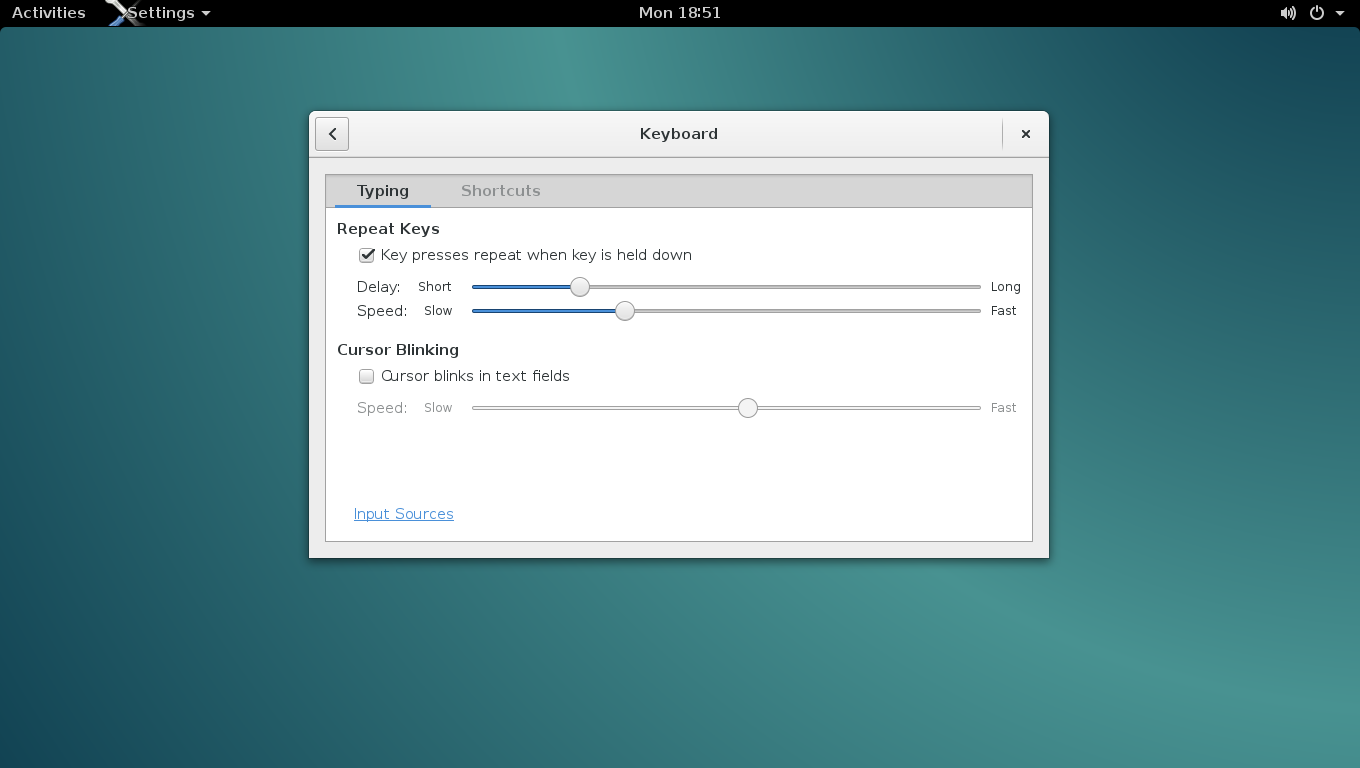 Activities Settings Mon 18:51
Keyboard
Typing Shortcuts
Repeat Keys
Key presses repeat when key is held down
Delay: Short Long
Speed: Slow Fast
Cursor Blinking
Cursor blinks in text fields
Speed: Slow Fast
Input Sources